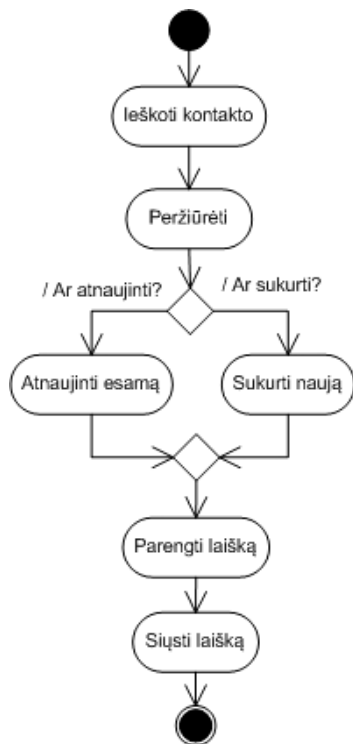 Ieškoti kontakto
Peržiūrėti
/ Ar atnaujinti?
/ Ar sukurti?
Atnaujinti esamą
Sukurti naują
Parengti laišką
Siųsti laišką